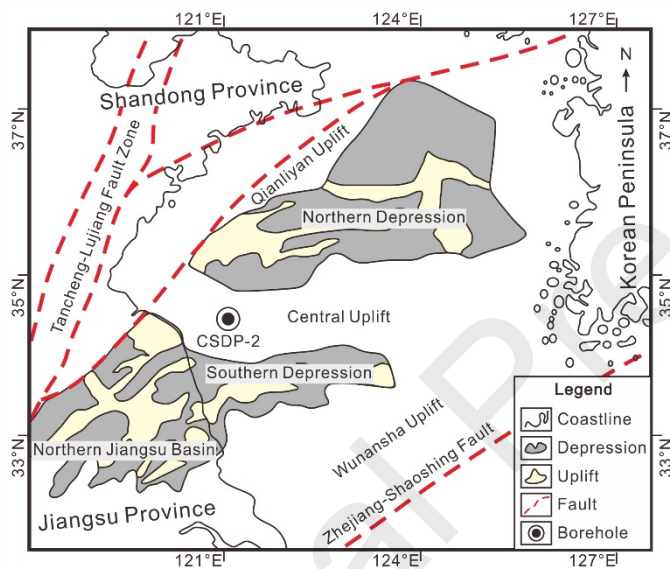 121°E
124°E
127°E
N
Shandong Province
37°N
37°N
Tancheng-Lujiang Fault Zone
Qianliyan Uplift
Northern Depression
Korean Peninsula
35°N
35°N
CSDP-2
Central Uplift
Southern Depression
Northern Jiangsu Basin
Wunansha Uplift
33°N
33°N
Zhejiang-Shaoshing Fault
Jiangsu Province
Legend
Coastline
Depression
Uplift
Fault
Borehole
121°E
124°E
127°E